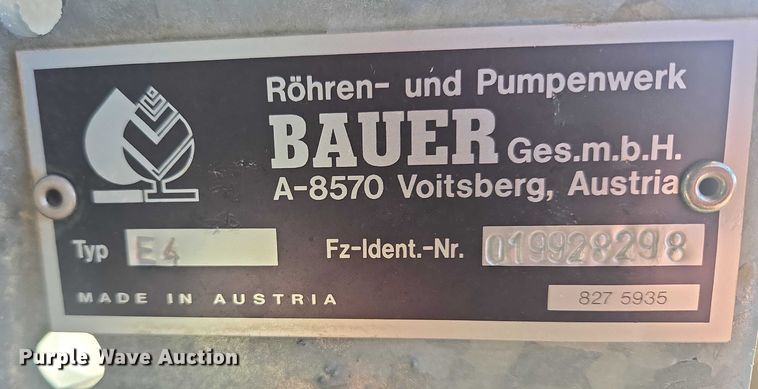 Röhren- und Pumpenwerk
BAUER Ges.m.b.H.
A-8570 Voitsberg, Austria
Typ E4 Fz-Ident.-Nr. 019928298
MADE IN AUSTRIA 827 5935
Purple Wave Auction